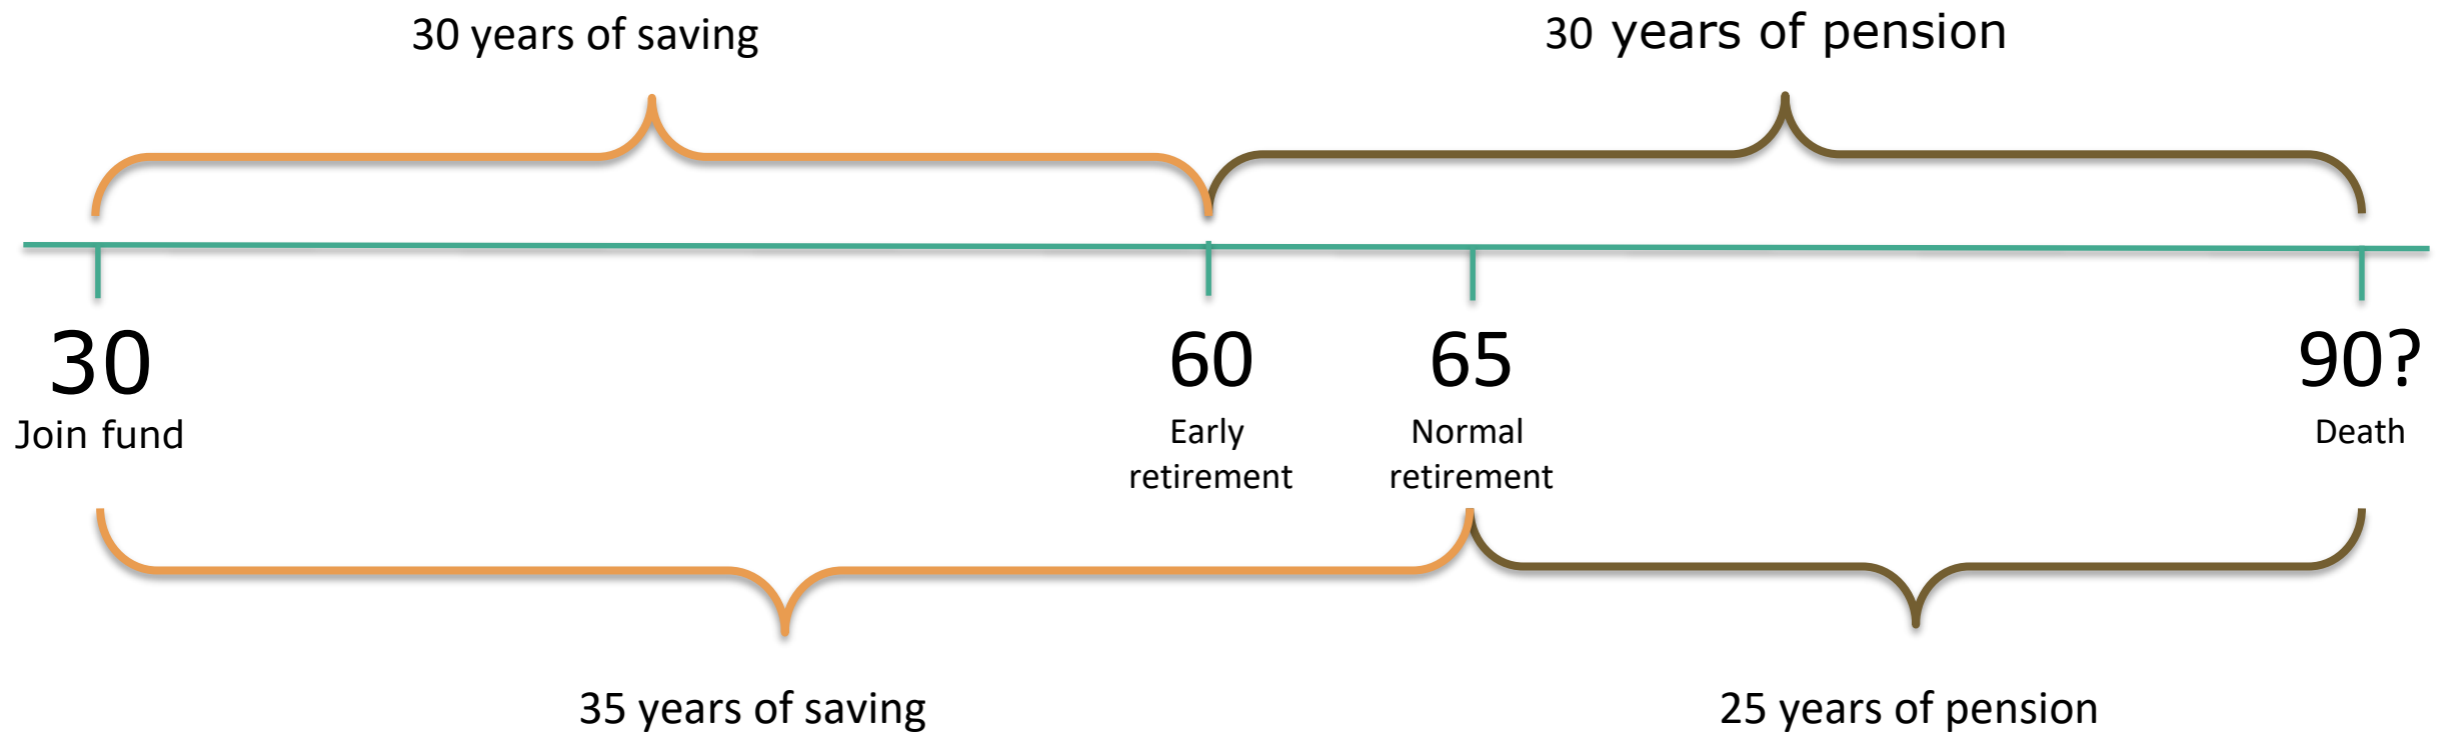 30 years of saving
30 years of pension
30
Join fund
60
Early
retirement
65
Normal
retirement
90?
Death
35 years of saving
25 years of pension